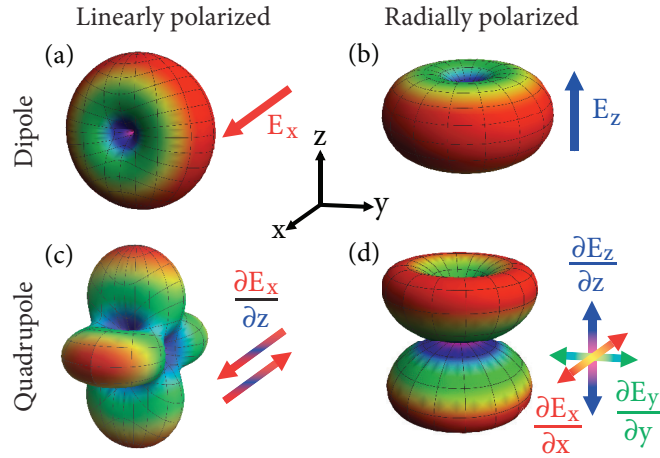 Linearly polarized
Radially polarized
Dipole
(a)
E_x
(b)
E_z
z
y
x
Quadrupole
(c)
∂E_x
∂z
(d)
∂E_z
∂z
∂E_x
∂x
∂E_y
∂y